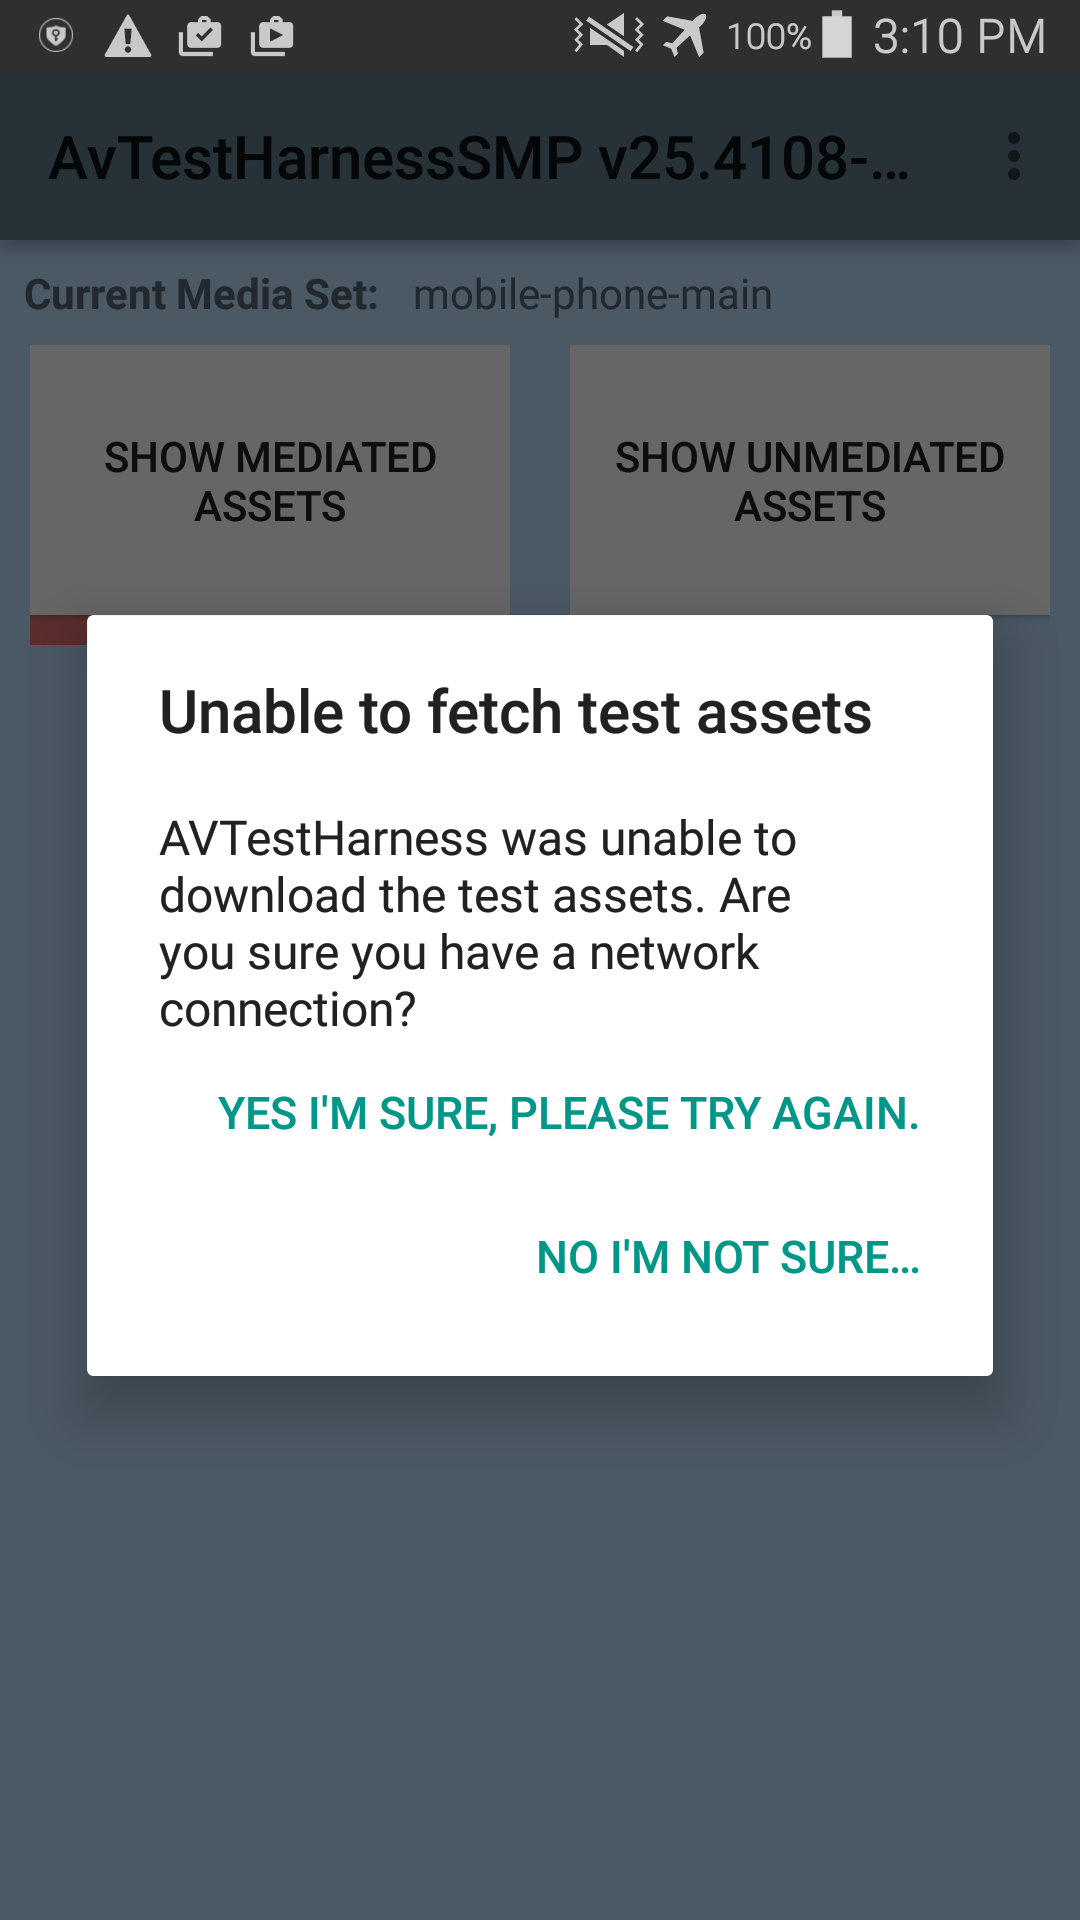 100% 3:10 PM
AvTestHarnessSMP v25.4108-...
Current Media Set: mobile-phone-main
SHOW MEDIATED
ASSETS
SHOW UNMEDIATED
ASSETS
Unable to fetch test assets
AVTestHarness was unable to
download the test assets. Are
you sure you have a network
connection?
YES I'M SURE, PLEASE TRY AGAIN.
NO I'M NOT SURE...